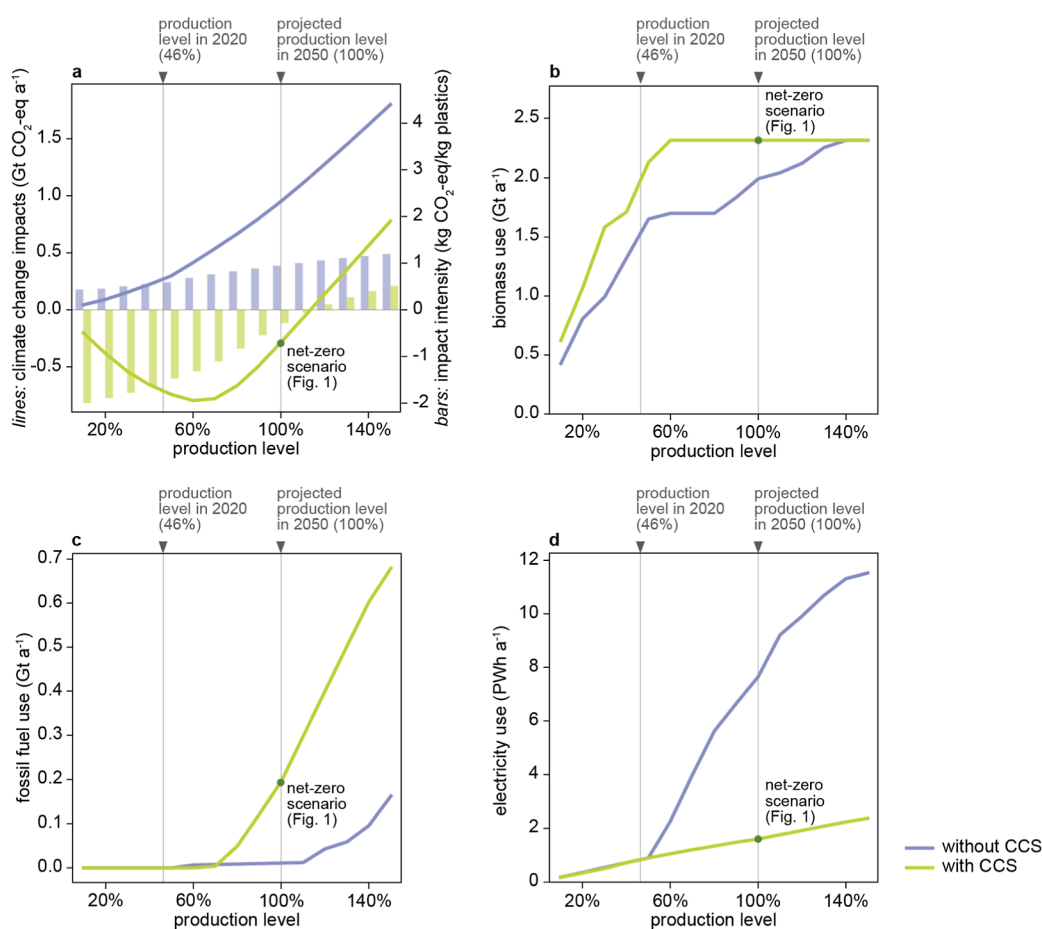 production
level in 2020
(46%)
projected
production level
in 2050 (100%)
a
lines: climate change impacts (Gt CO2-eq a-1)
1.5
1.0
0.5
0.0
-0.5
4
3
2
1
0
-1
-2
bars: impact intensity (kg CO2-eq/kg plastics)
net-zero
scenario
(Fig. 1)
20% 60% 100% 140%
production level
production
level in 2020
(46%)
projected
production level
in 2050 (100%)
b
biomass use (Gt a-1)
2.5
2.0
1.5
1.0
0.5
0.0
net-zero
scenario
(Fig. 1)
20% 60% 100% 140%
production level
production
level in 2020
(46%)
projected
production level
in 2050 (100%)
c
fossil fuel use (Gt a-1)
0.7
0.6
0.5
0.4
0.3
0.2
0.1
0.0
net-zero
scenario
(Fig. 1)
20% 60% 100% 140%
production level
production
level in 2020
(46%)
projected
production level
in 2050 (100%)
d
electricity use (PWh a-1)
12
10
8
6
4
2
0
net-zero
scenario
(Fig. 1)
20% 60% 100% 140%
production level
without CCS
with CCS